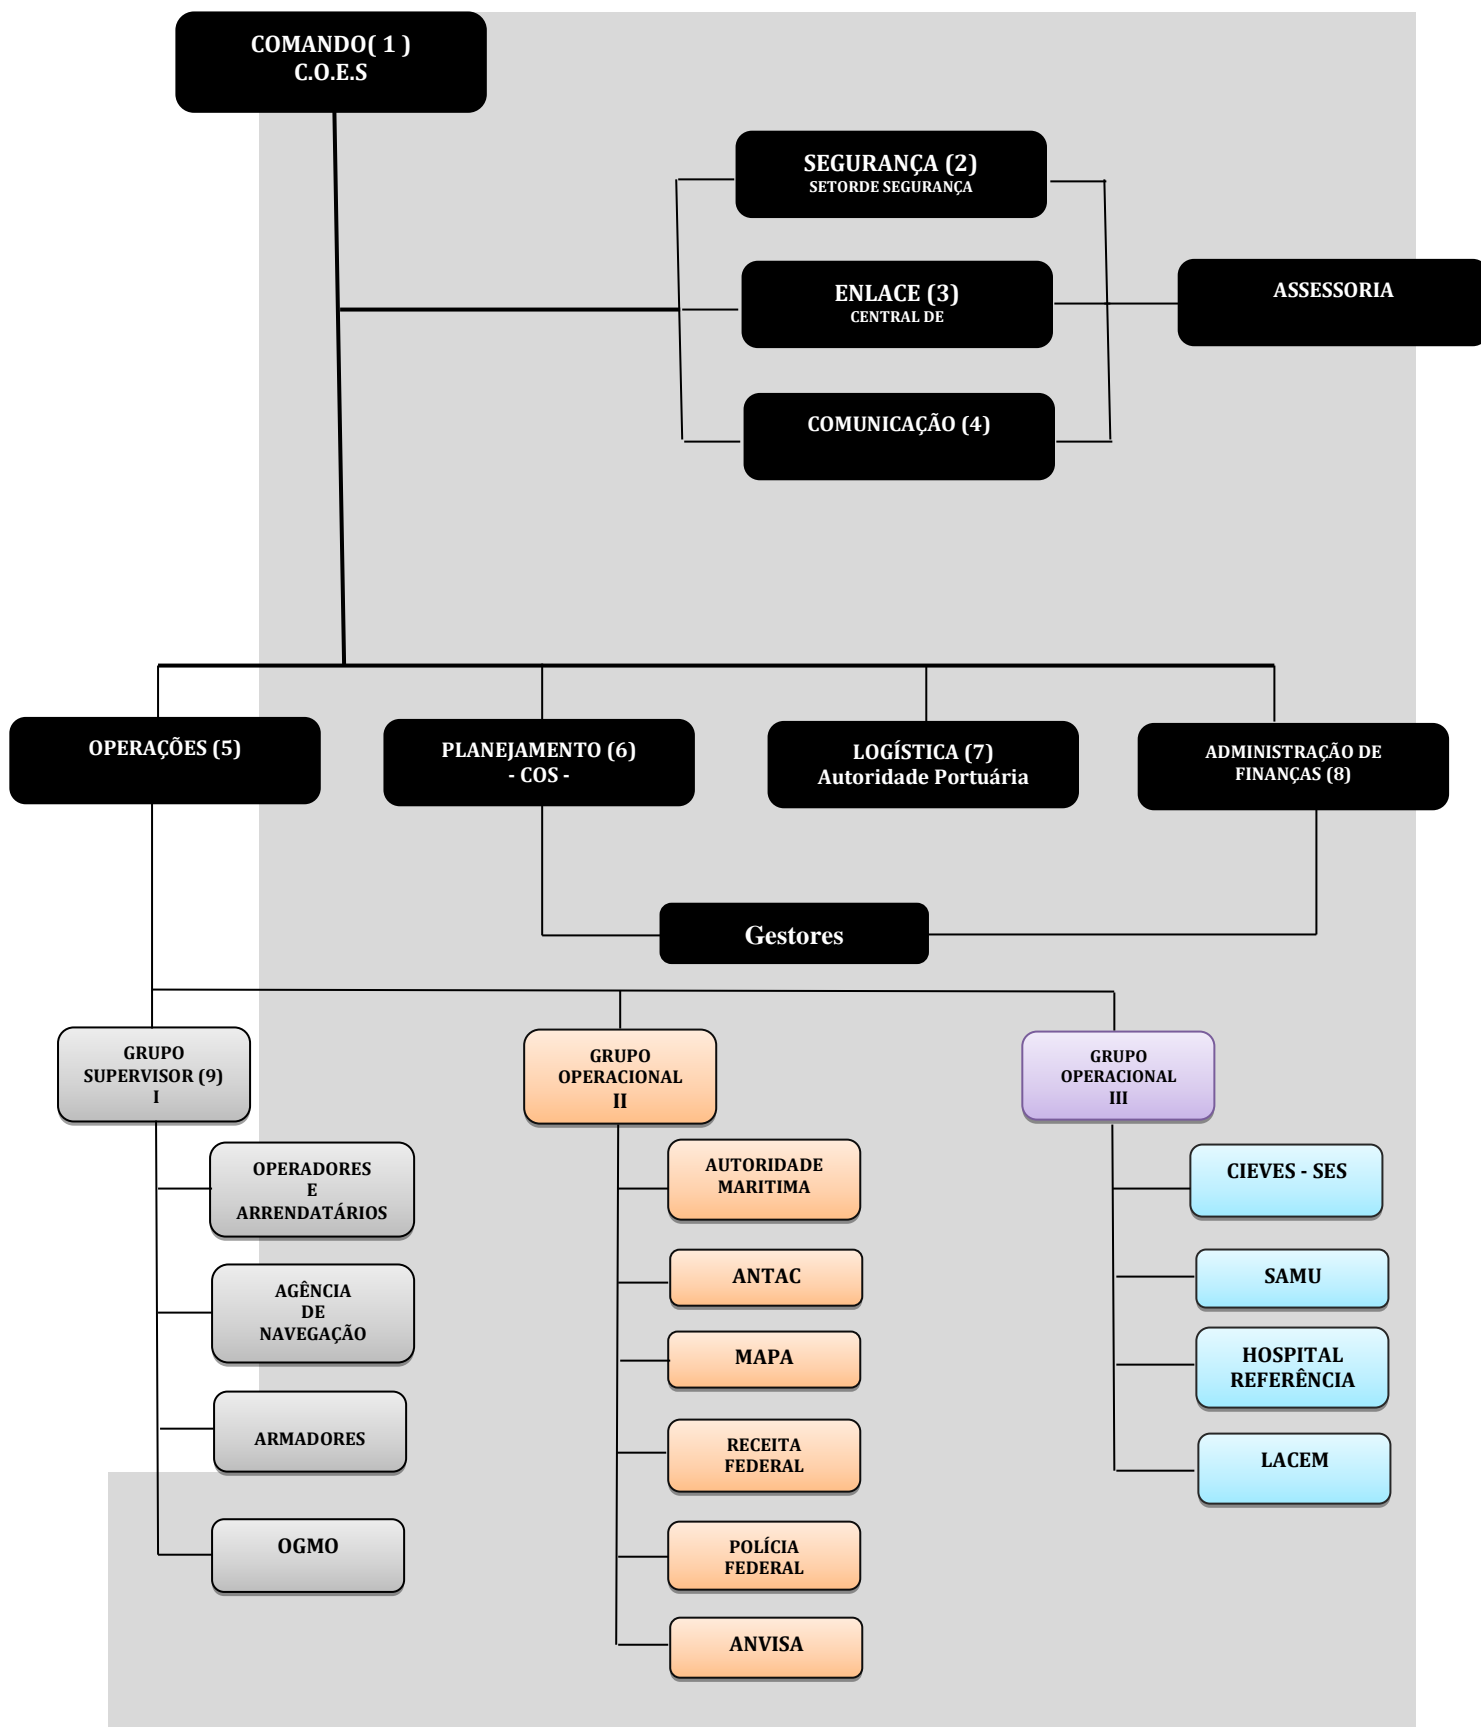 COMANDO( 1 )
C.O.E.S
SEGURANÇA (2)
SETORDE SEGURANÇA
ENLACE (3)
CENTRAL DE
ASSESSORIA
COMUNICAÇÃO (4)
OPERAÇÕES (5)
PLANEJAMENTO (6)
- COS -
LOGÍSTICA (7)
Autoridade Portuária
ADMINISTRAÇÃO DE
FINANÇAS (8)
Gestores
GRUPO
SUPERVISOR (9)
I
GRUPO
OPERACIONAL
II
GRUPO
OPERACIONAL
III
OPERADORES
E
ARRENDATÁRIOS
AGÊNCIA
DE
NAVEGAÇÃO
ARMADORES
OGMO
AUTORIDADE
MARITIMA
ANTAC
MAPA
RECEITA
FEDERAL
POLÍCIA
FEDERAL
ANVISA
CIEVES - SES
SAMU
HOSPITAL
REFERÊNCIA
LACEM